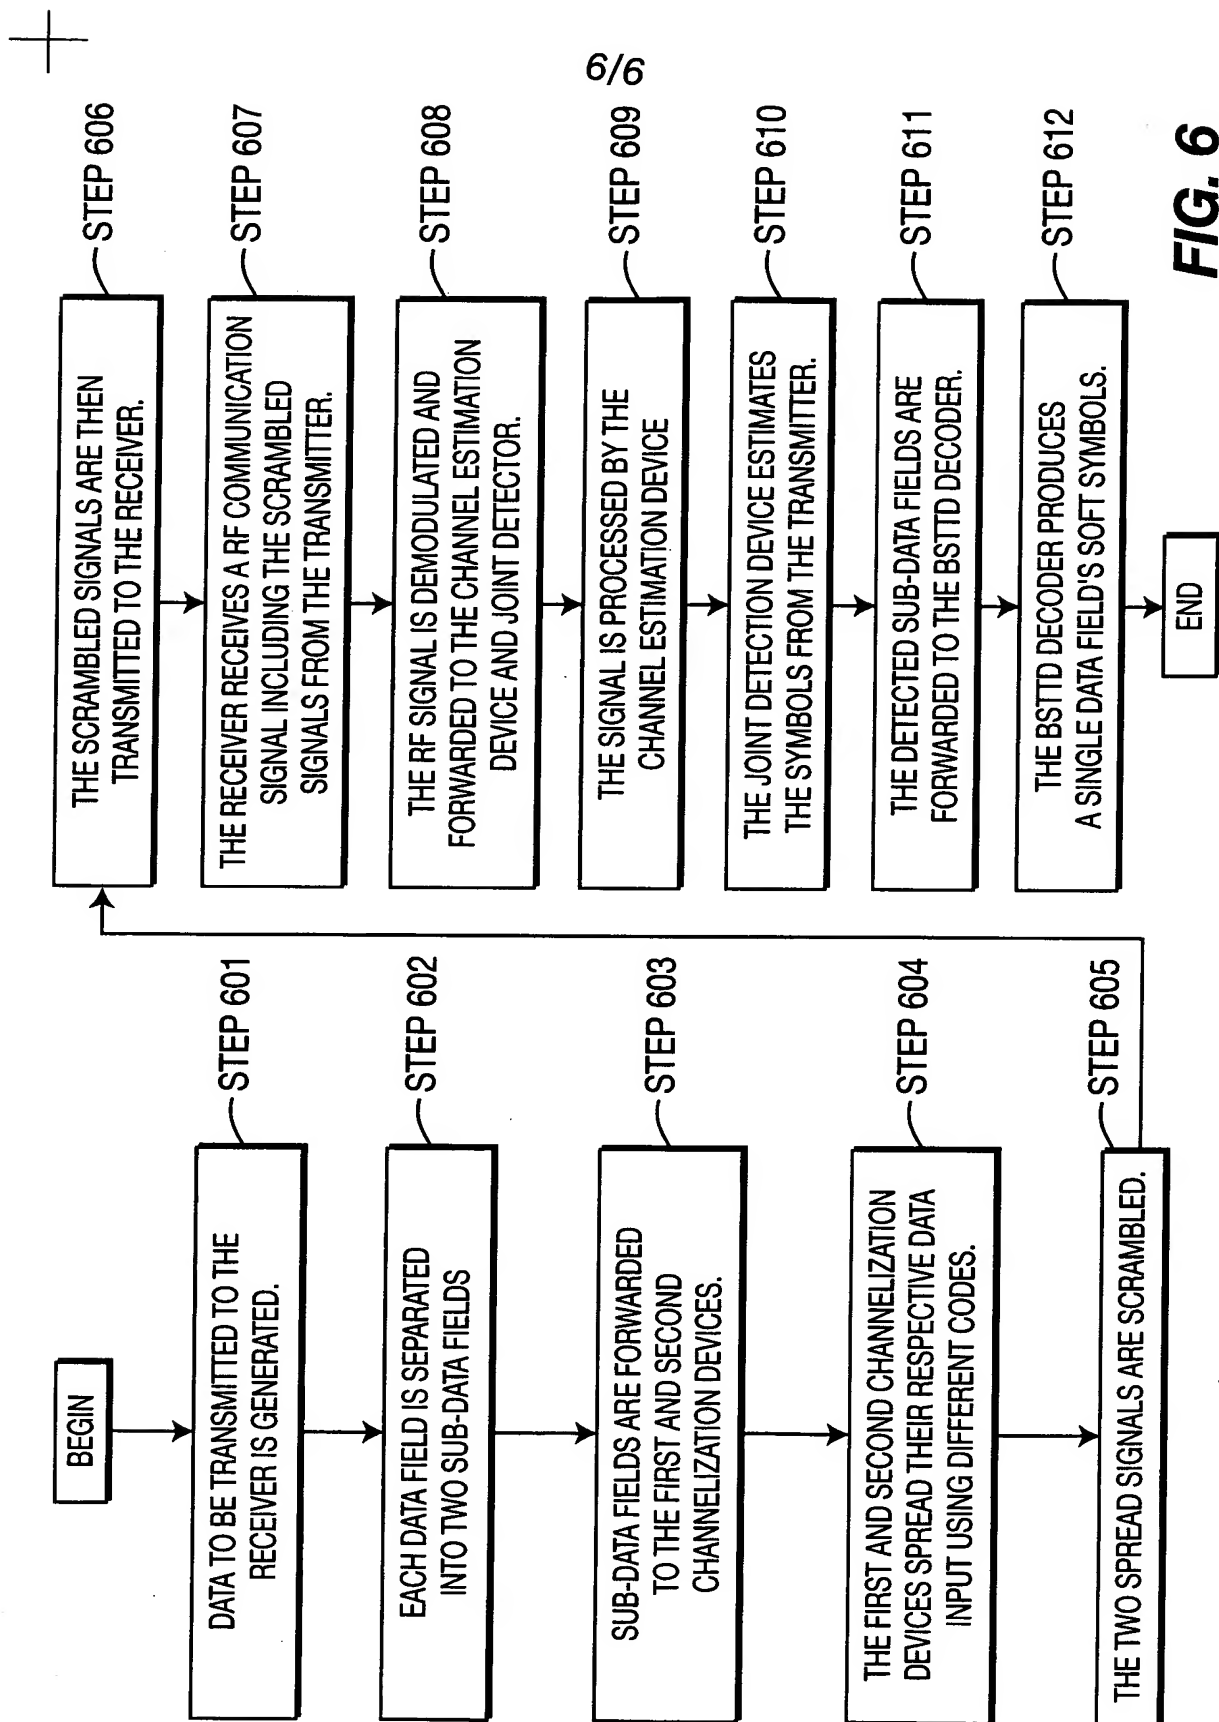 9/9
BEGIN
DATA TO BE TRANSMITTED TO THE
RECEIVER IS GENERATED.
STEP 601
EACH DATA FIELD IS SEPARATED
INTO TWO SUB-DATA FIELDS
STEP 602
SUB-DATA FIELDS ARE FORWARDED
TO THE FIRST AND SECOND
CHANNELIZATION DEVICES.
STEP 603
THE FIRST AND SECOND CHANNELIZATION
DEVICES SPREAD THEIR RESPECTIVE DATA
INPUT USING DIFFERENT CODES.
STEP 604
THE TWO SPREAD SIGNALS ARE SCRAMBLED.
STEP 605
THE SCRAMBLED SIGNALS ARE THEN
TRANSMITTED TO THE RECEIVER.
STEP 606
THE RECEIVER RECEIVES A RF COMMUNICATION
SIGNAL INCLUDING THE SCRAMBLED
SIGNALS FROM THE TRANSMITTER.
STEP 607
THE RF SIGNAL IS DEMODULATED AND
FORWARDED TO THE CHANNEL ESTIMATION
DEVICE AND JOINT DETECTOR.
STEP 608
THE SIGNAL IS PROCESSED BY THE
CHANNEL ESTIMATION DEVICE
STEP 609
THE JOINT DETECTION DEVICE ESTIMATES
THE SYMBOLS FROM THE TRANSMITTER.
STEP 610
THE DETECTED SUB-DATA FIELDS ARE
FORWARDED TO THE BSTTD DECODER.
STEP 611
THE BSTTD DECODER PRODUCES
A SINGLE DATA FIELD'S SOFT SYMBOLS.
STEP 612
END
FIG. 6